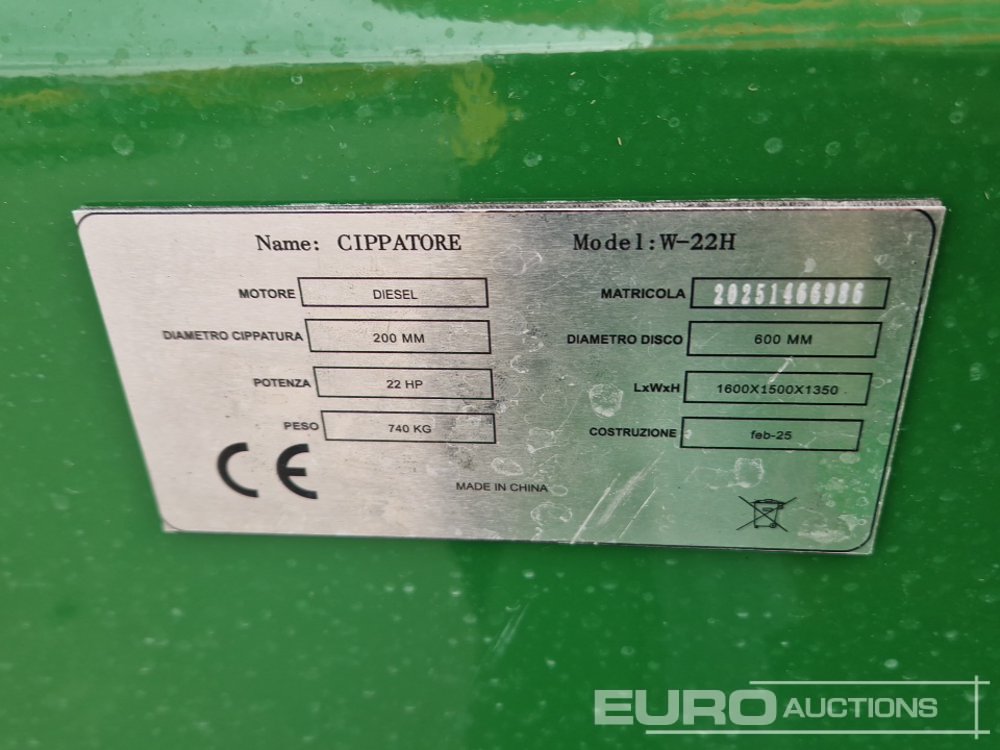 Name: CIPPATORE Model:W-22H
MOTORE DIESEL MATRICOLA 20251466986
DIAMETRO CIPPATURA 200 MM DIAMETRO DISCO 600 MM
POTENZA 22 HP LxWxH 1600X1500X1350
PESO 740 KG COSTRUZIONE feb-25
CE
MADE IN CHINA
EURO AUCTIONS